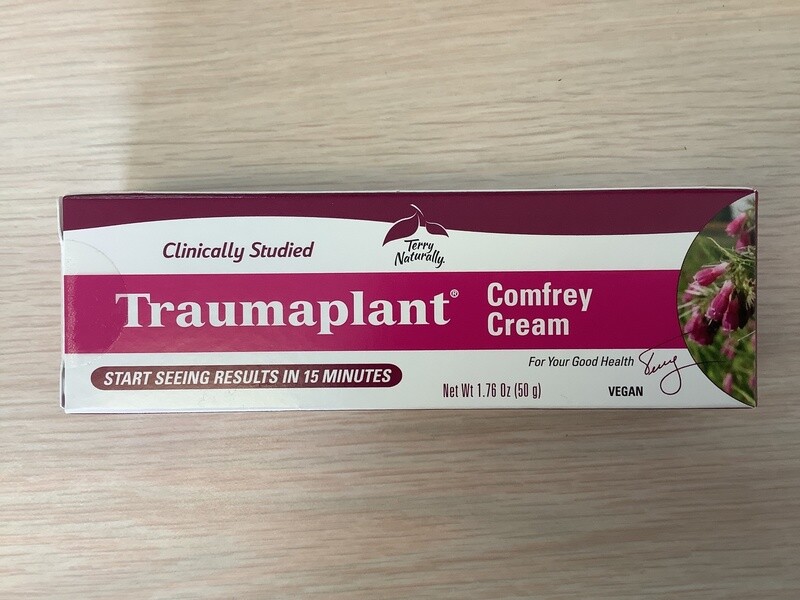 Clinically Studied
Terry
Naturally.
Traumaplant®
Comfrey
Cream
START SEEING RESULTS IN 15 MINUTES
For Your Good Health Terry
Net Wt 1.76 Oz (50 g)
VEGAN